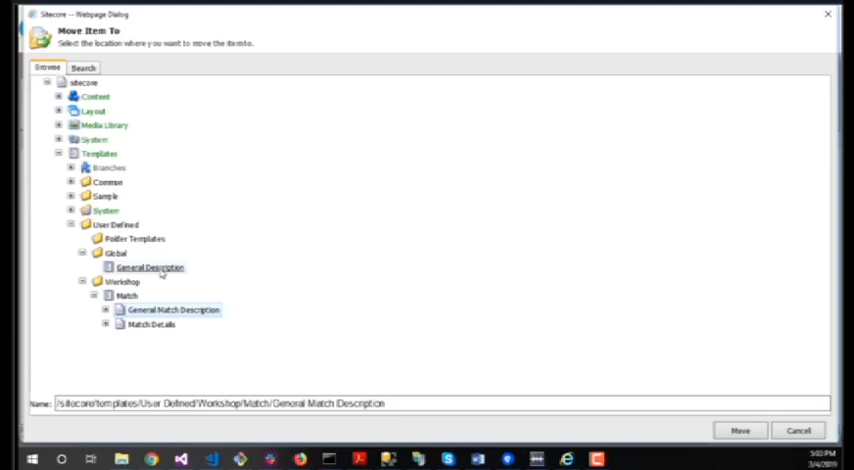 Sitecore -- Webpage Dialog
Move Item To
Select the location where you want to move the item to.
Browse Search
sitecore
Content
Layout
Media Library
System
Templates
Branches
Common
Sample
System
User Defined
Folder Templates
Global
General Description
Workshop
Match
General Match Description
Match Details
Name: /sitecore/templates/User Defined/Workshop/Match/General Match Description
Move Cancel
5:03 PM
3/4/2019